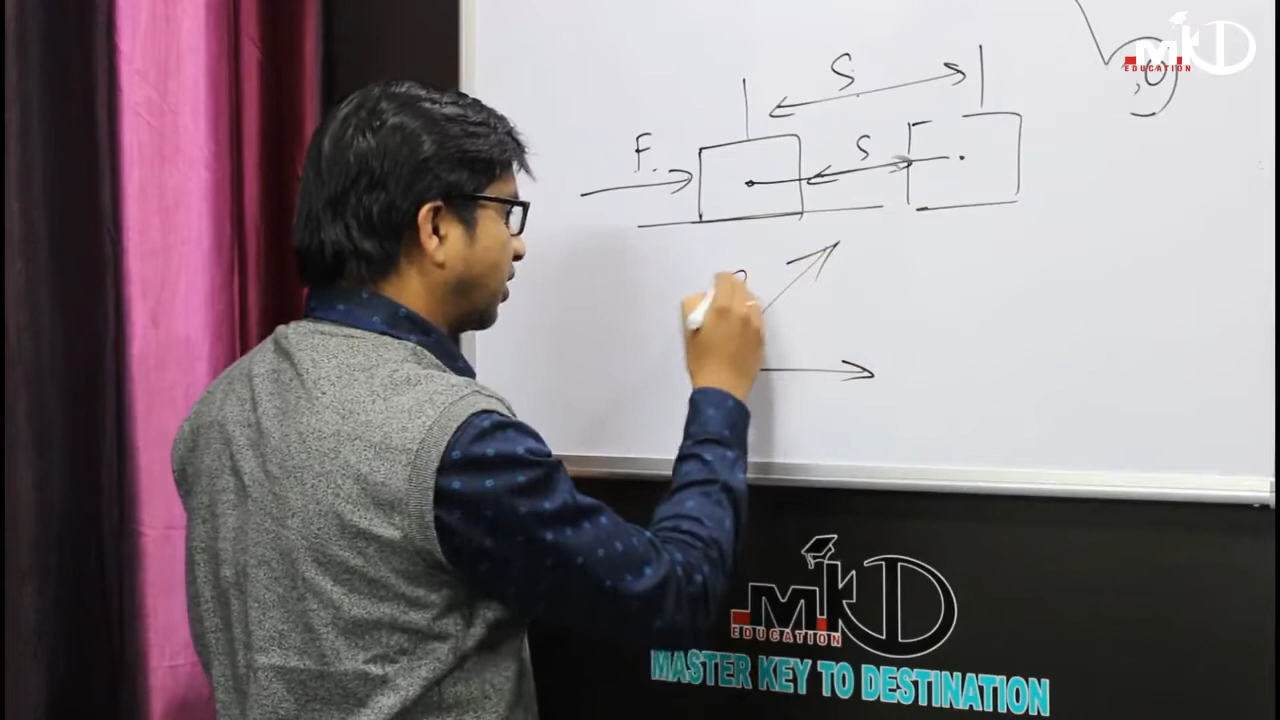 MKD
EDUCATION
S
S
F
MKD
EDUCATION
MASTER KEY TO DESTINATION